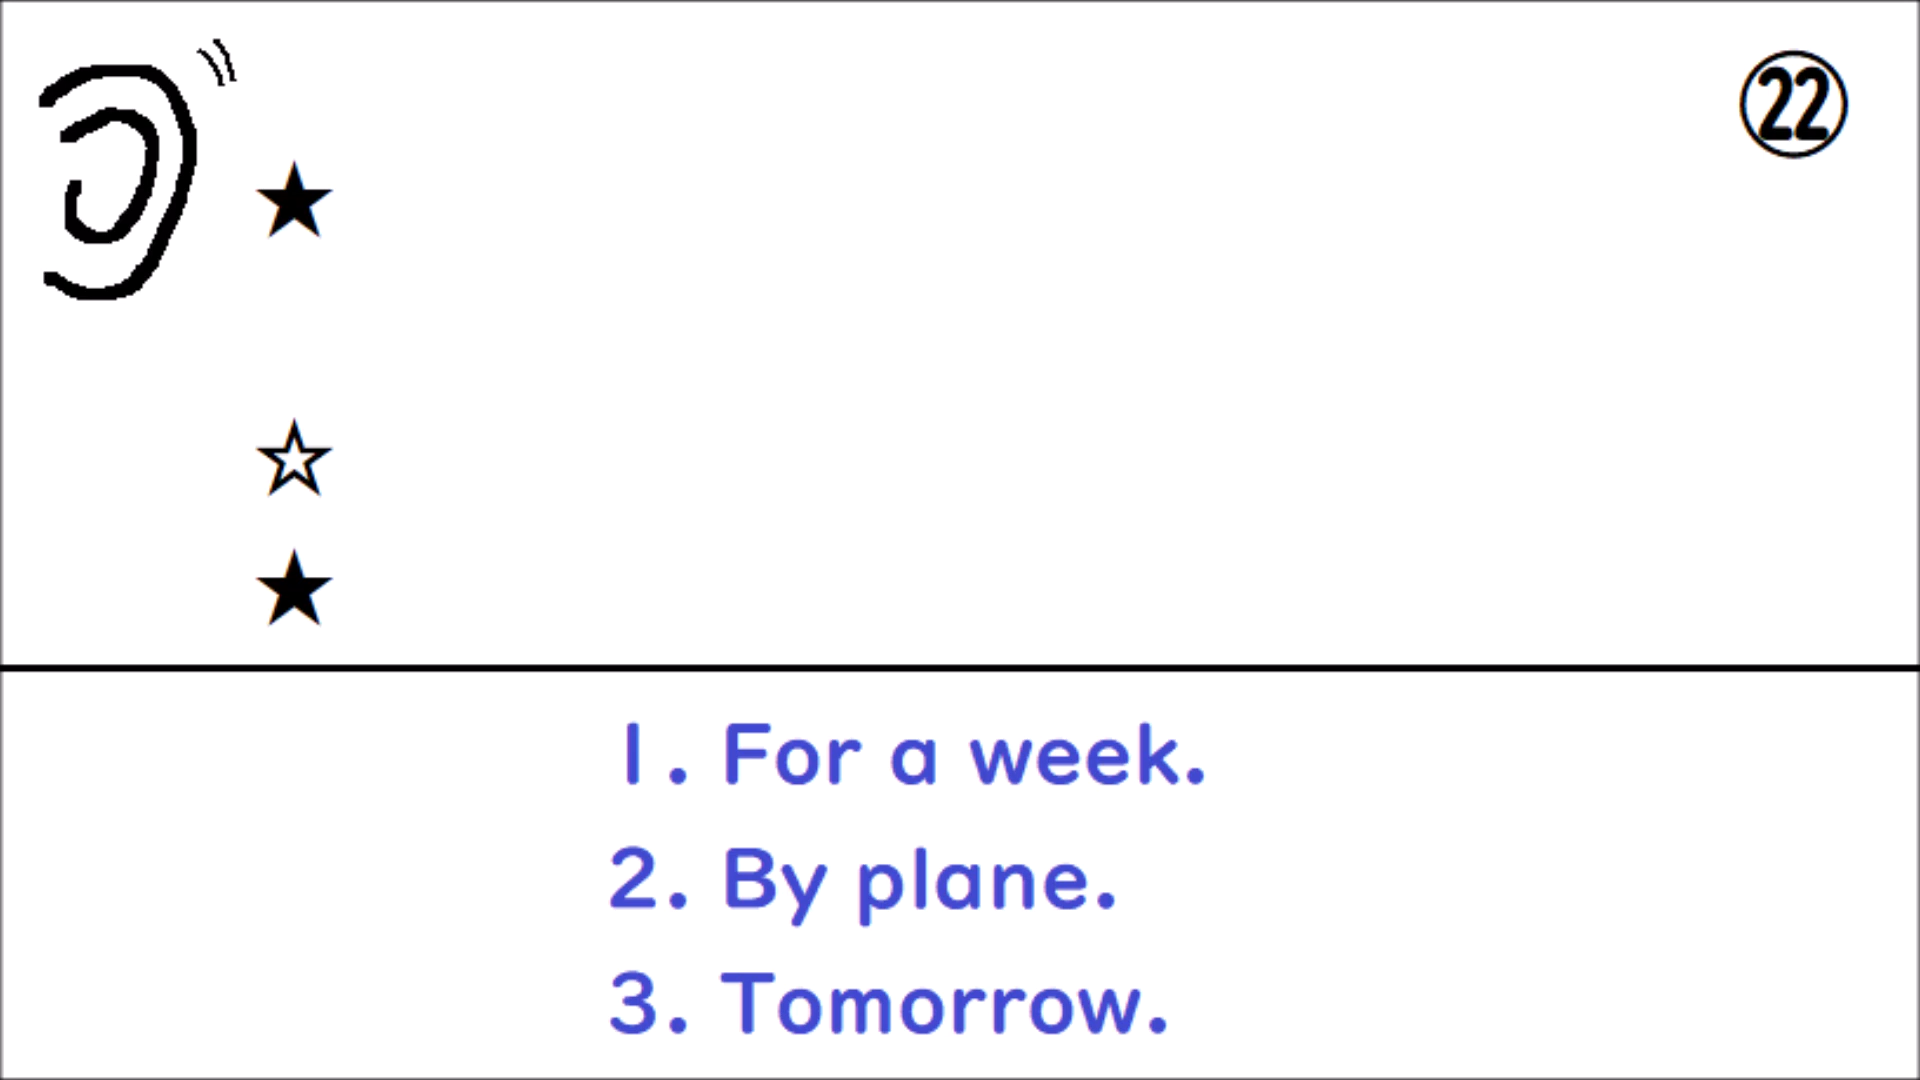 ㉒
★
☆
★
1. For a week.
2. By plane.
3. Tomorrow.